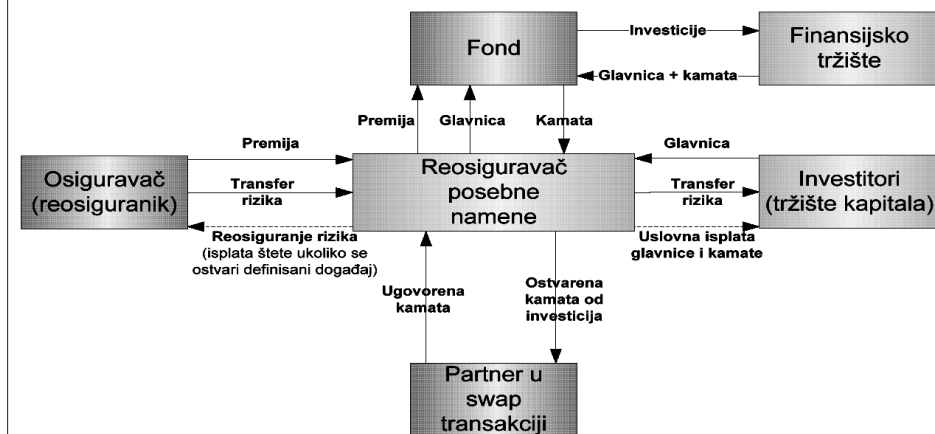 Fond
Investicije
Finansijsko
tržište
Glavnica + kamata
Premija
Glavnica
Kamata
Premija
Glavnica
Osiguravač
(reosiguranik)
Transfer
rizika
Reosiguravač
posebne
namene
Transfer
rizika
Investitori
(tržište kapitala)
Reosiguranje rizika
(isplata štete ukoliko se
ostvari definisani događaj)
Uslovna isplata
glavnice i kamate
Ugovorena
kamata
Ostvarena
kamata od
investicija
Partner u
swap
transakciji